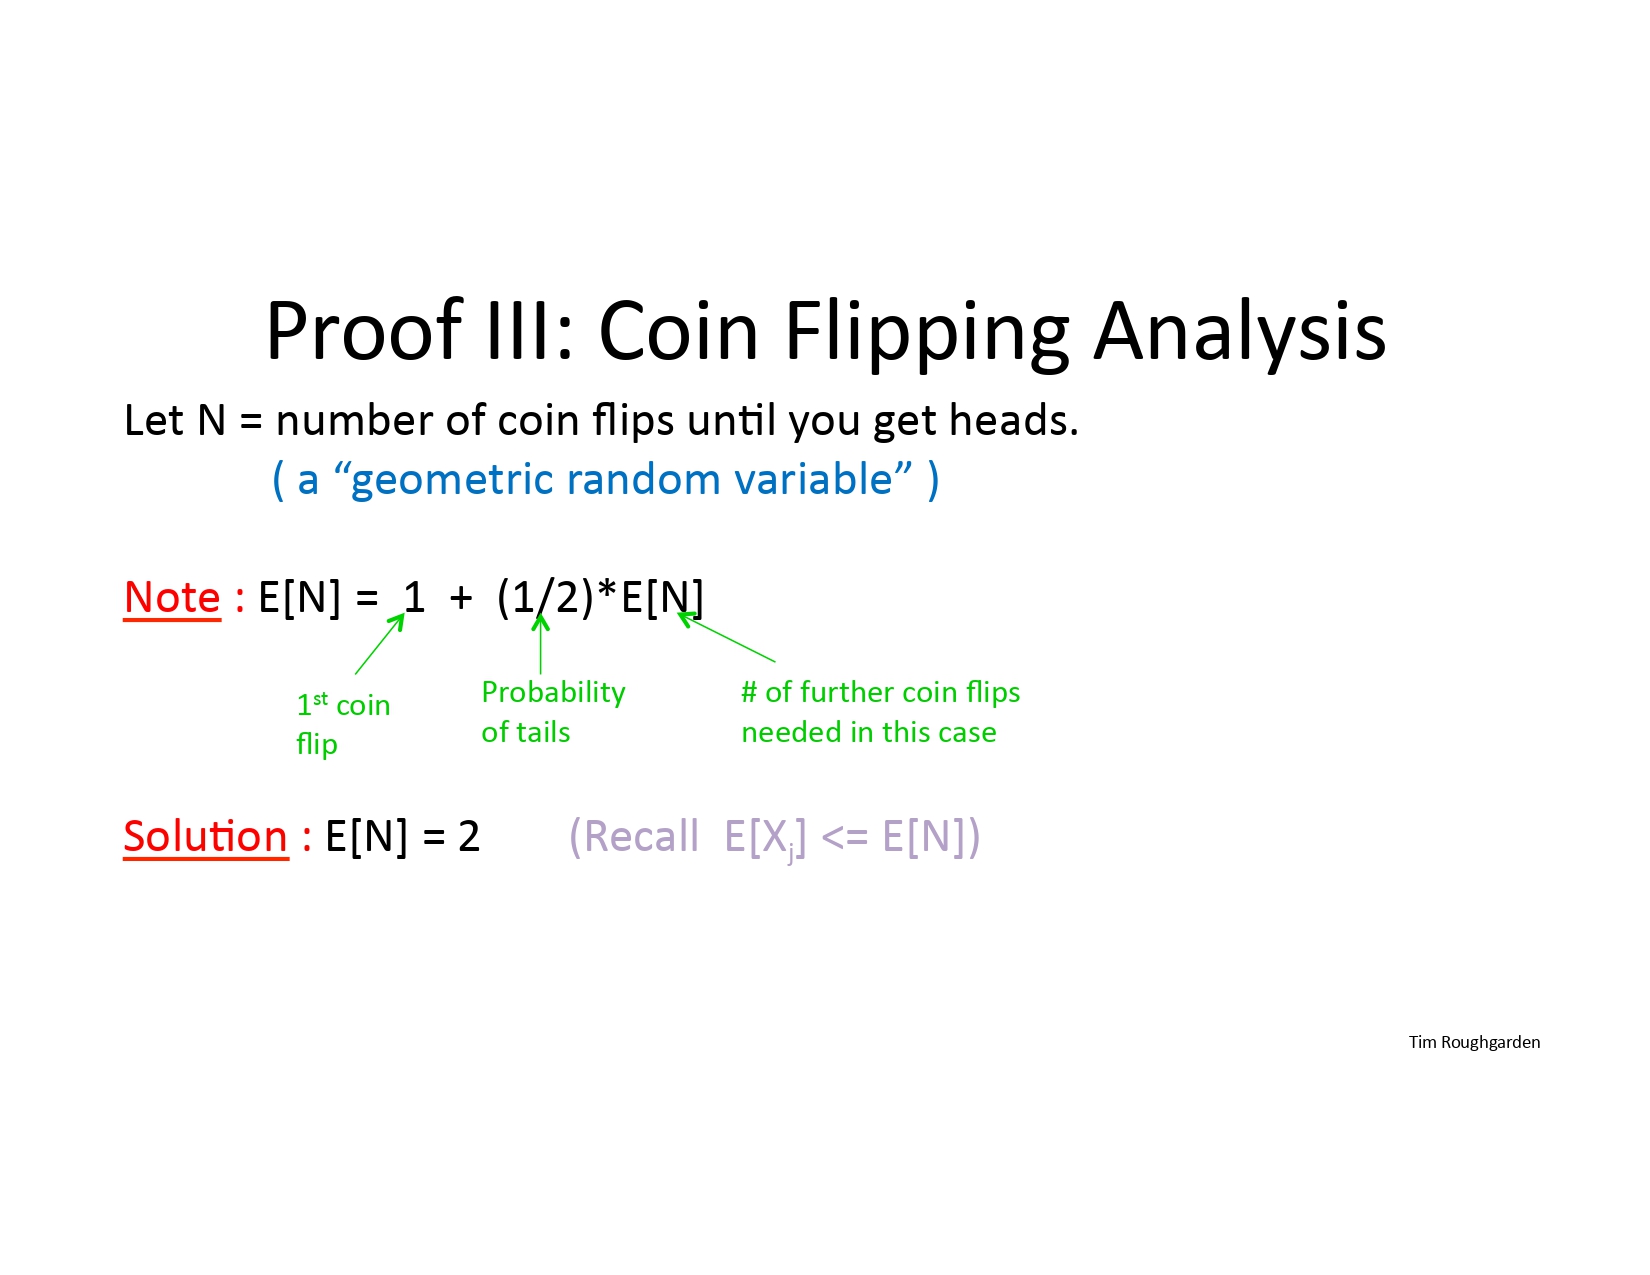 Proof III: Coin Flipping Analysis
Let N = number of coin flips until you get heads.
( a “geometric random variable” )
Note : E[N] = 1 + (1/2)*E[N]
1st coin
flip
Probability
of tails
# of further coin flips
needed in this case
Solution : E[N] = 2 (Recall E[Xj] <= E[N])
Tim Roughgarden